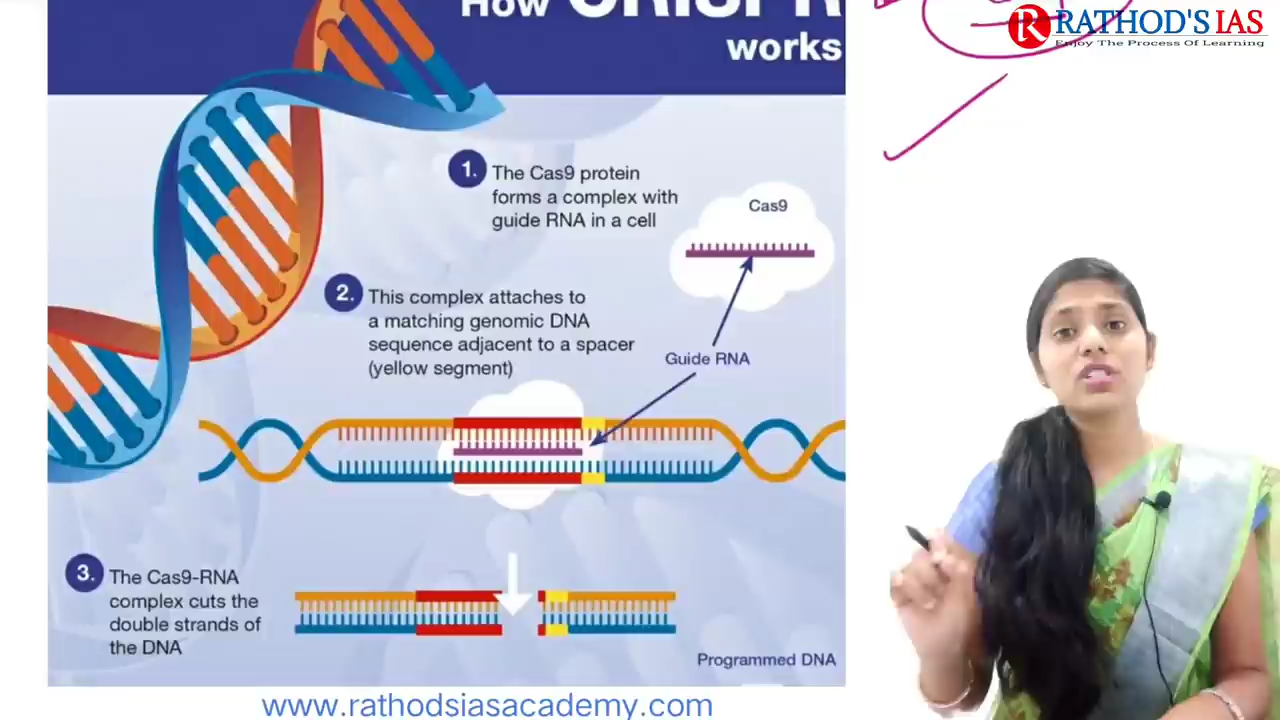 How CRISPR
works
RATHOD'S IAS
Enjoy The Process Of Learning
1. The Cas9 protein
forms a complex with
guide RNA in a cell
Cas9
2. This complex attaches to
a matching genomic DNA
sequence adjacent to a spacer
(yellow segment)
Guide RNA
3. The Cas9-RNA
complex cuts the
double strands of
the DNA
Programmed DNA
www.rathodsiasacademy.com